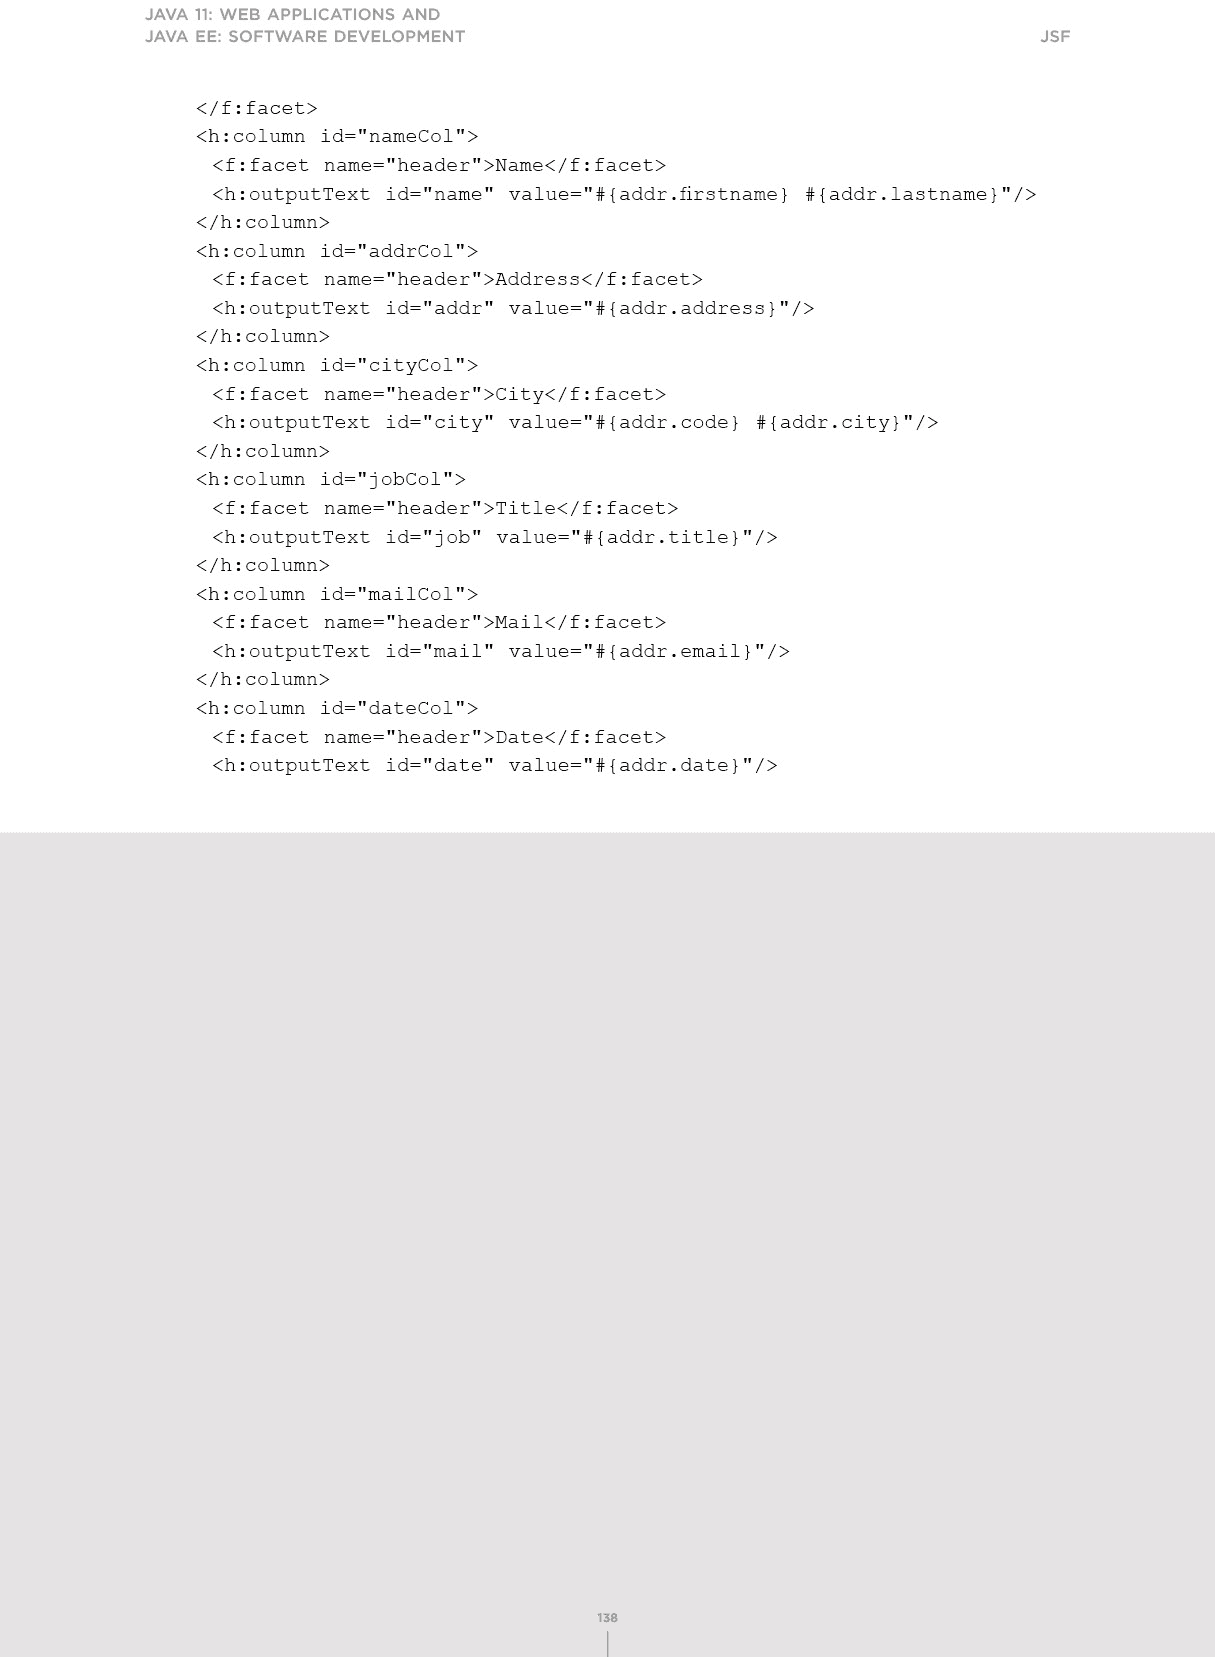 JAVA 11: WEB APPLICATIONS AND
JAVA EE: SOFTWARE DEVELOPMENT
JSF
</f:facet>
<h:column id="nameCol">
<f:facet name="header">Name</f:facet>
<h:outputText id="name" value="#{addr.firstname} #{addr.lastname}"/>
</h:column>
<h:column id="addrCol">
<f:facet name="header">Address</f:facet>
<h:outputText id="addr" value="#{addr.address}"/>
</h:column>
<h:column id="cityCol">
<f:facet name="header">City</f:facet>
<h:outputText id="city" value="#{addr.code} #{addr.city}"/>
</h:column>
<h:column id="jobCol">
<f:facet name="header">Title</f:facet>
<h:outputText id="job" value="#{addr.title}"/>
</h:column>
<h:column id="mailCol">
<f:facet name="header">Mail</f:facet>
<h:outputText id="mail" value="#{addr.email}"/>
</h:column>
<h:column id="dateCol">
<f:facet name="header">Date</f:facet>
<h:outputText id="date" value="#{addr.date}"/>
138